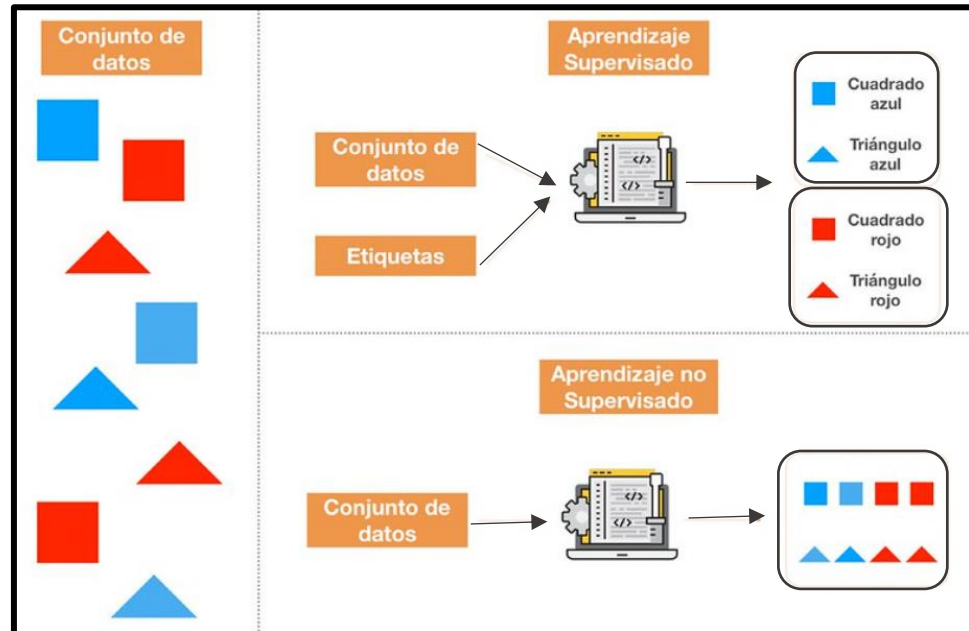 Conjunto de
datos
Aprendizaje
Supervisado
Conjunto de
datos
Etiquetas
</>
</>
Cuadrado
azul
Triángulo
azul
Cuadrado
rojo
Triángulo
rojo
Aprendizaje no
Supervisado
Conjunto de
datos
</>
</>